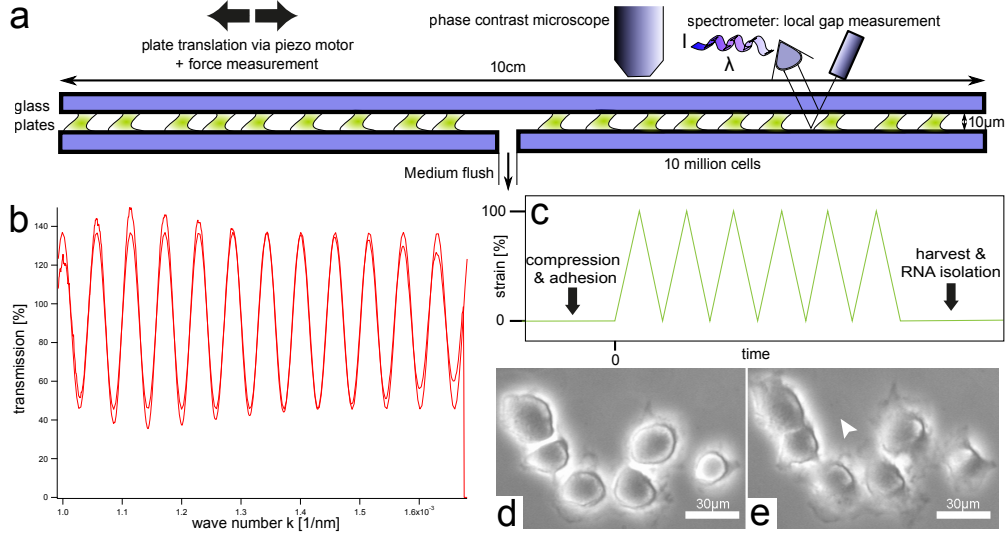 a
plate translation via piezo motor
+ force measurement
phase contrast
microscope
spectrometer: local gap measurement
I
λ
10cm
glass
plates
10µm
Medium flush
10 million cells
b
transmission [%]
140
120
100
80
60
40
20
0
1.0
1.1
1.2
1.3
1.4
1.5
1.6×10⁻³
wave number k [1/nm]
c
strain [%]
100
0
compression
& adhesion
harvest &
RNA isolation
0
time
d
30µm
e
30µm